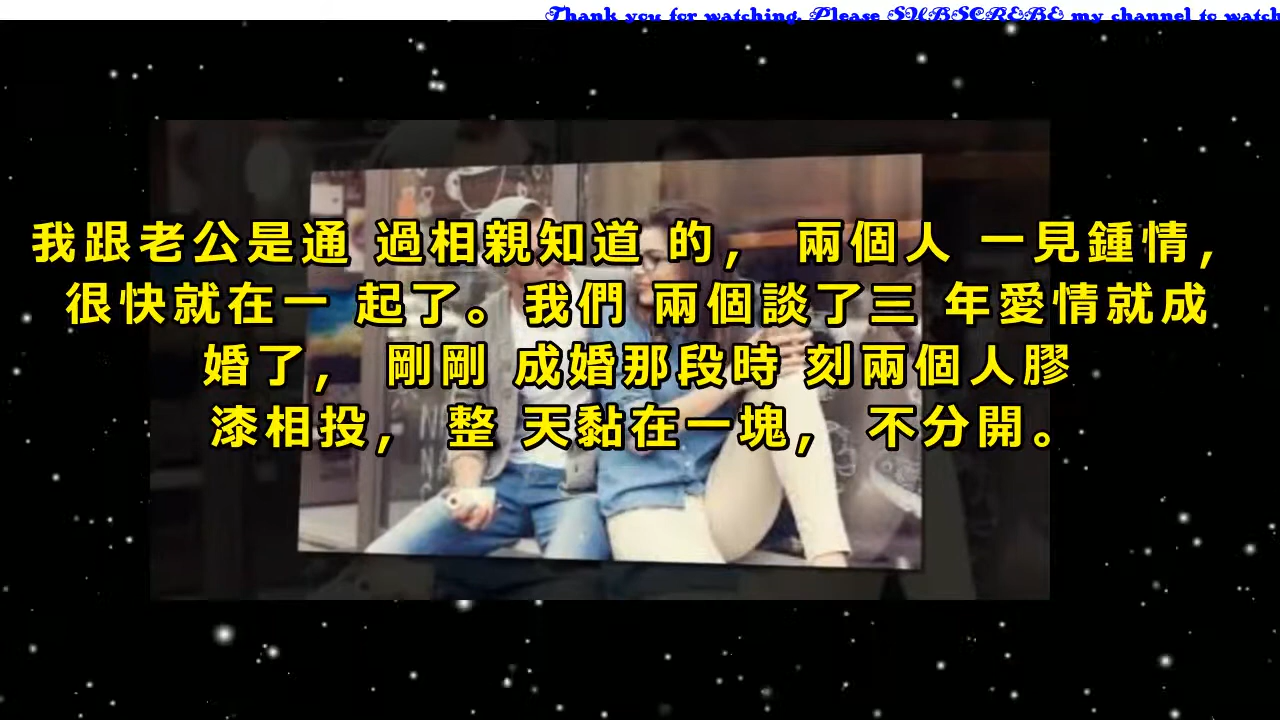 Thank you for watching. Please SUBSCREBE my channel to watch
我跟老公是通 過相親知道 的， 兩個人 一見鍾情，
很快就在一 起了。我們 兩個談了三 年愛情就成
婚了， 剛剛 成婚那段時 刻兩個人膠
漆相投， 整 天黏在一塊， 不分開。